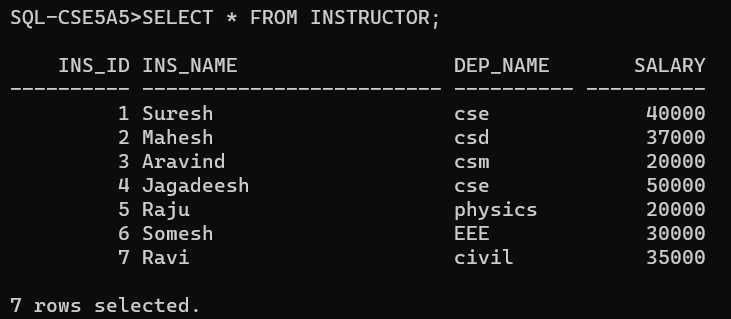 SQL-CSE5A5>SELECT * FROM INSTRUCTOR;
INS_ID INS_NAME DEP_NAME SALARY
---------- ------------------------- ---------- ----------
1 Suresh cse 40000
2 Mahesh csd 37000
3 Aravind csm 20000
4 Jagadeesh cse 50000
5 Raju physics 20000
6 Somesh EEE 30000
7 Ravi civil 35000
7 rows selected.